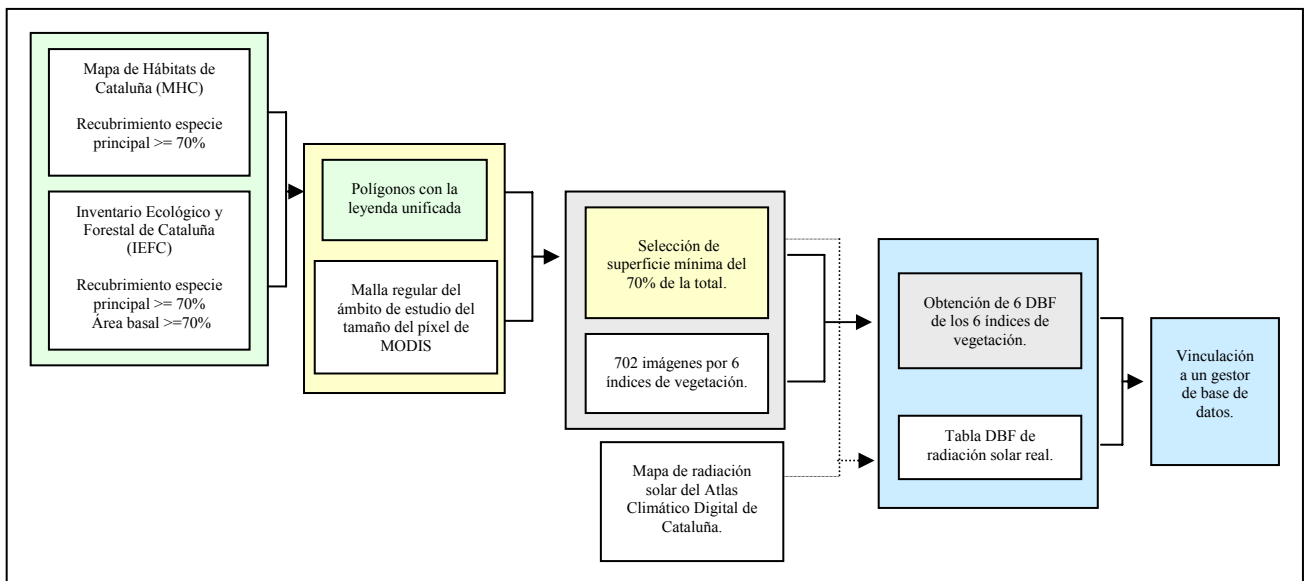 Mapa de Hábitats de
Cataluña (MHC)
Recubrimiento especie
principal >= 70%
Inventario Ecológico y
Forestal de Cataluña
(IEFC)
Recubrimiento especie
principal >= 70%
Área basal >=70%
Polígonos con la
leyenda unificada
Malla regular del
ámbito de estudio del
tamaño del píxel de
MODIS
Selección de
superficie mínima del
70% de la total.
702 imágenes por 6
índices de vegetación.
Mapa de radiación
solar del Atlas
Climático Digital de
Cataluña.
Obtención de 6 DBF
de los 6 índices de
vegetación.
Tabla DBF de
radiación solar real.
Vinculación
a un gestor
de base de
datos.